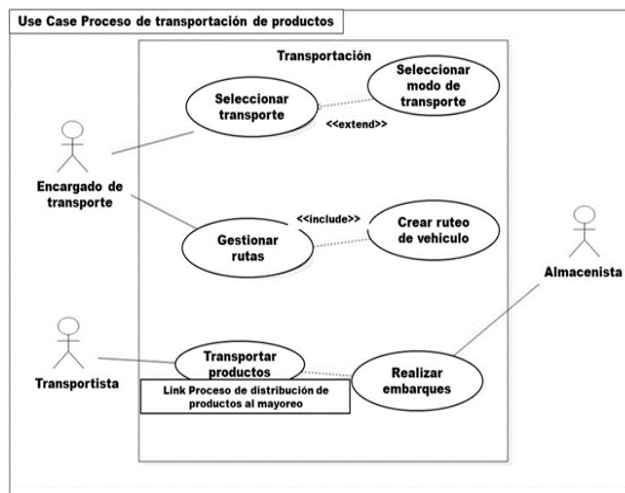 Use Case Proceso de transportación de productos
Transportación
Seleccionar
transporte
Seleccionar
modo de
transporte
<<extend>>
Encargado de
transporte
<<include>>
Gestionar
rutas
Crear ruteo
de vehiculo
Almacenista
Transportista
Transportar
productos
Link Proceso de distribución de
productos al mayoreo
Realizar
embarques